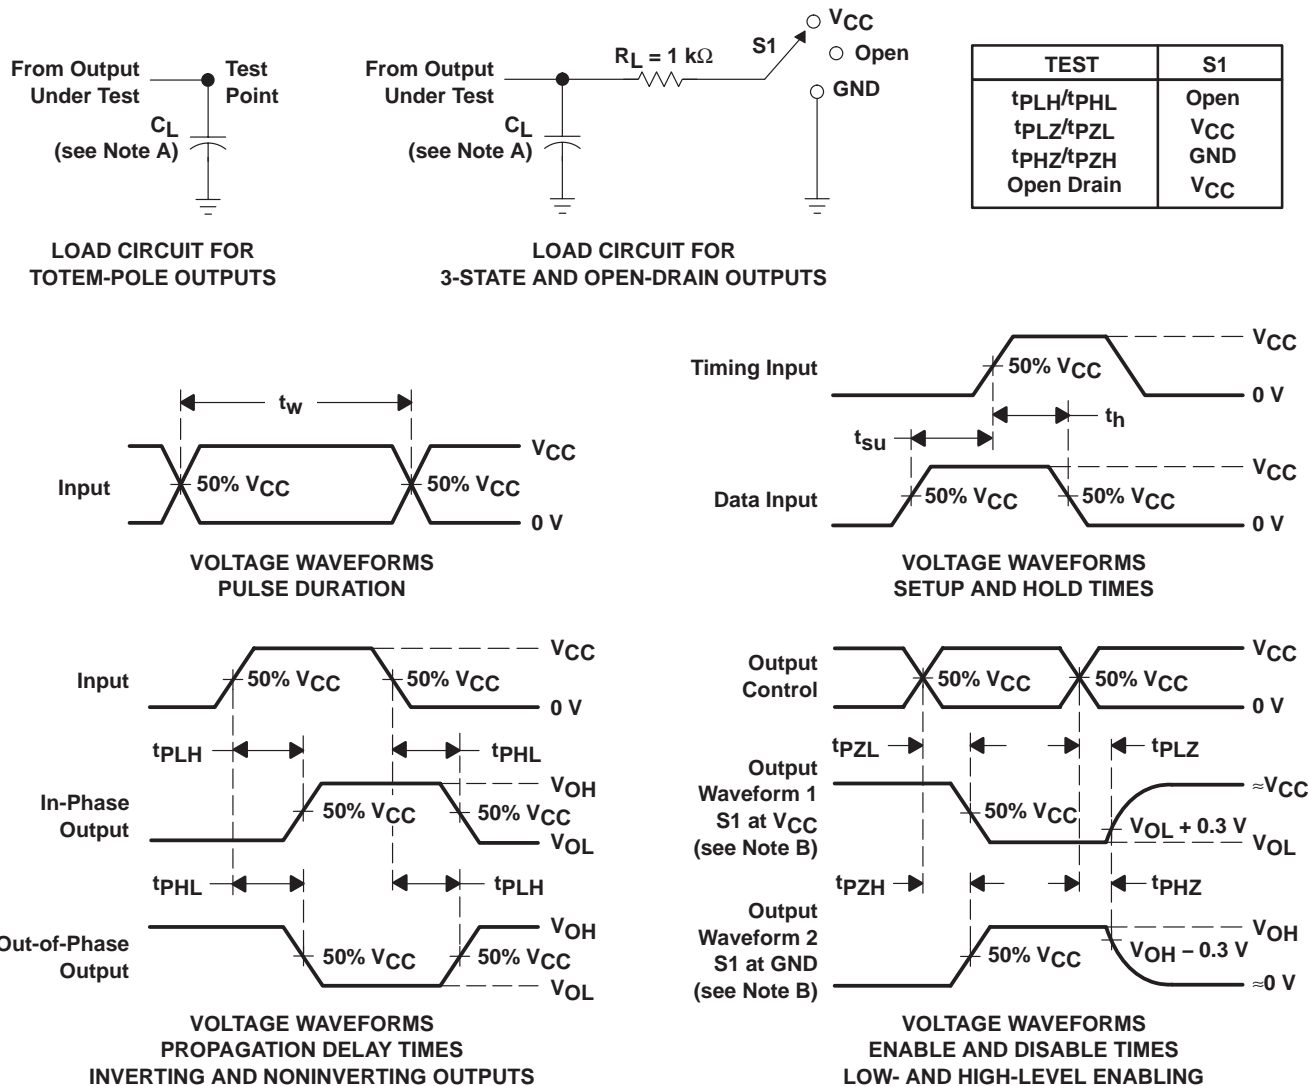 From Output
Under Test
Test
Point
CL
(see Note A)
LOAD CIRCUIT FOR
TOTEM-POLE OUTPUTS
From Output
Under Test
RL = 1 kΩ
S1
VCC
Open
GND
CL
(see Note A)
LOAD CIRCUIT FOR
3-STATE AND OPEN-DRAIN OUTPUTS
TEST S1
tPLH/tPHL Open
tPLZ/tPZL VCC
tPHZ/tPZH GND
Open Drain VCC
tw
Input
50% VCC
50% VCC
VCC
0 V
VOLTAGE WAVEFORMS
PULSE DURATION
Timing Input
50% VCC
VCC
0 V
th
tsu
Data Input
50% VCC
50% VCC
VCC
0 V
VOLTAGE WAVEFORMS
SETUP AND HOLD TIMES
Input
50% VCC
50% VCC
VCC
0 V
tPLH
tPHL
In-Phase
Output
50% VCC
50% VCC
VOH
VOL
tPHL
tPLH
Out-of-Phase
Output
50% VCC
50% VCC
VOH
VOL
VOLTAGE WAVEFORMS
PROPAGATION DELAY TIMES
INVERTING AND NONINVERTING OUTPUTS
Output
Control
50% VCC
50% VCC
VCC
0 V
tPZL
tPLZ
Output
Waveform 1
S1 at VCC
(see Note B)
50% VCC
VOL + 0.3 V
≈VCC
VOL
tPZH
tPHZ
Output
Waveform 2
S1 at GND
(see Note B)
50% VCC
VOH − 0.3 V
VOH
≈0 V
VOLTAGE WAVEFORMS
ENABLE AND DISABLE TIMES
LOW- AND HIGH-LEVEL ENABLING